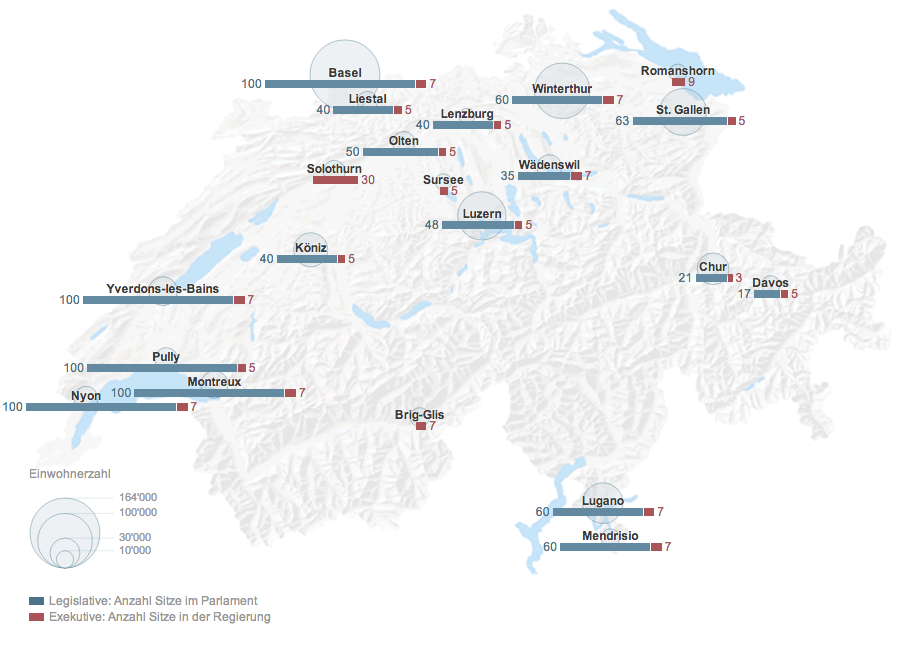 Romanshorn
9
Basel
100 7
Liestal
40 5
Winterthur
60 7
St. Gallen
63 5
Lenzburg
40 5
Olten
50 5
Solothurn
30
Wädenswil
35 7
Sursee
5
Luzern
48 5
Köniz
40 5
Chur
21 3
Davos
17 5
Yverdons-les-Bains
100 7
Pully
100 5
Montreux
100 7
Nyon
100 7
Brig-Glis
7
Einwohnerzahl
164'000
100'000
30'000
10'000
Lugano
60 7
Mendrisio
60 7
Legislative: Anzahl Sitze im Parlament
Exekutive: Anzahl Sitze in der Regierung